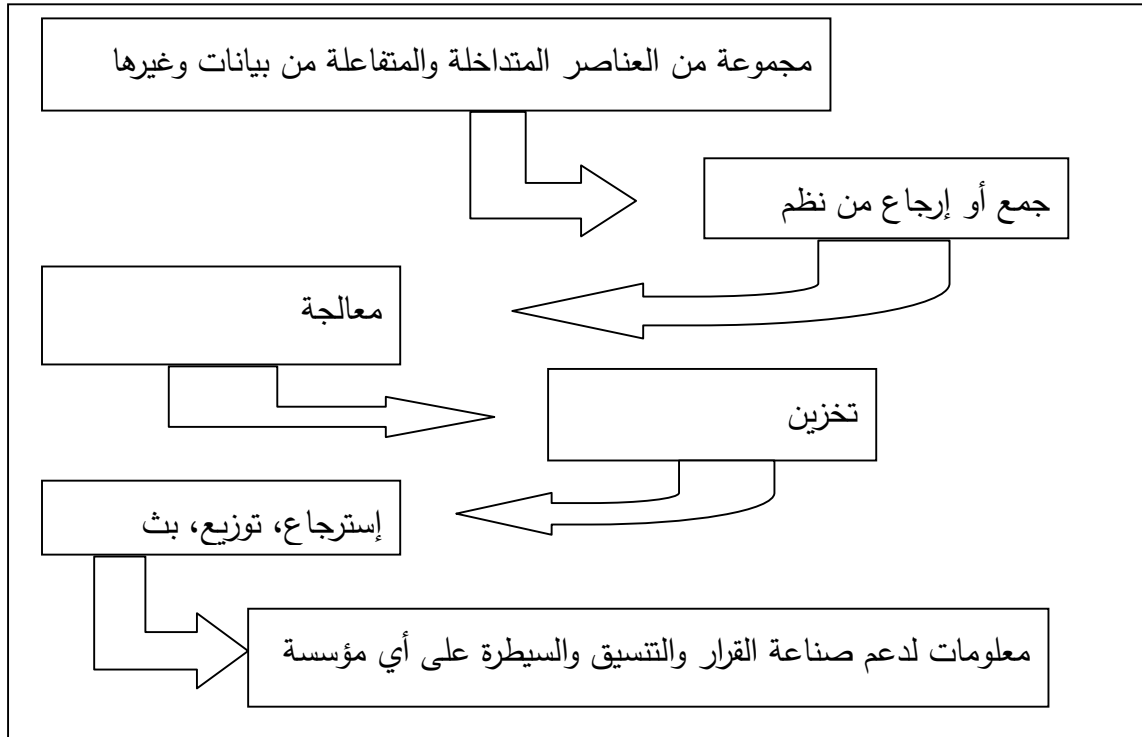 مجموعة من العناصر المتداخلة والمتفاعلة من بيانات وغيرها
جمع أو إرجاع من نظم
معالجة
تخزين
إسترجاع، توزيع، بث
معلومات لدعم صناعة القرار والتنسيق والسيطرة على أي مؤسسة